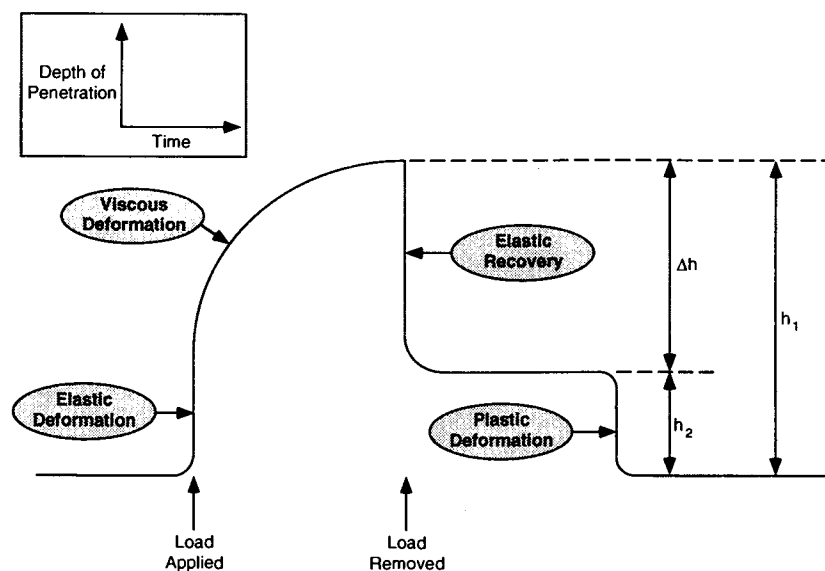 Depth of
Penetration
Time
Viscous
Deformation
Elastic
Recovery
Δh
h1
Elastic
Deformation
Plastic
Deformation
h2
Load
Applied
Load
Removed